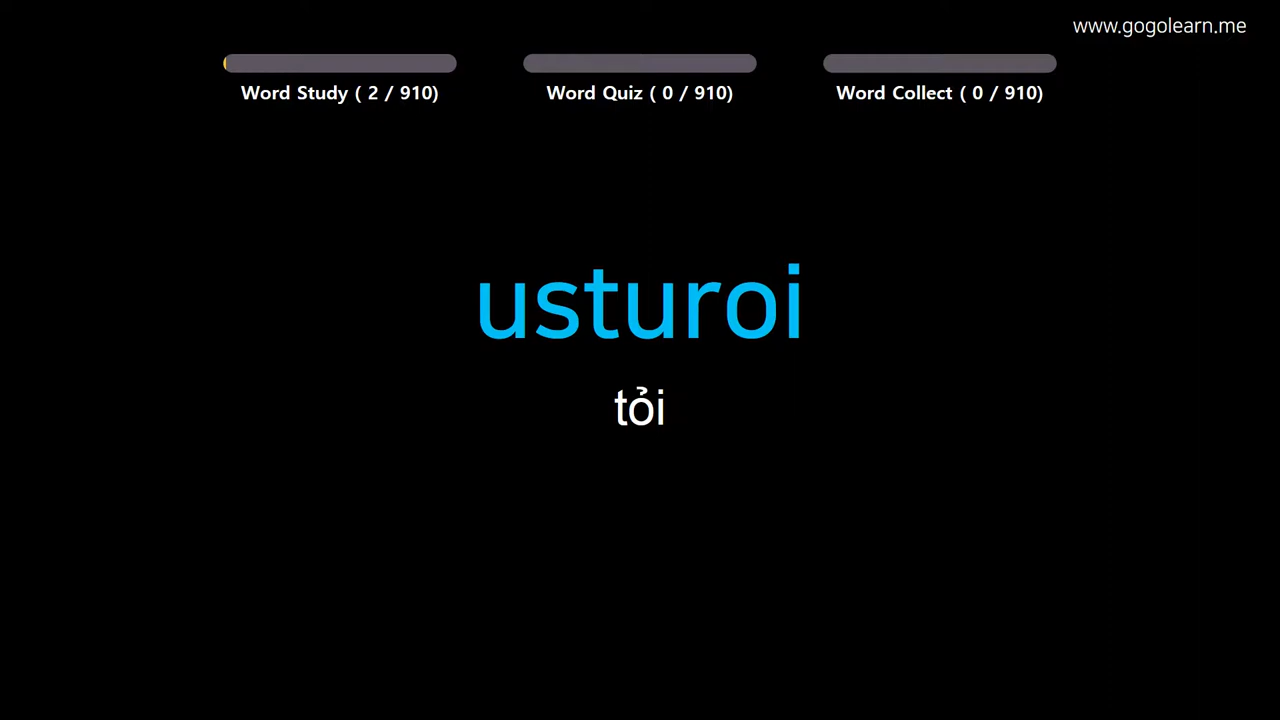 www.gogolearn.me
Word Study ( 2 / 910)
Word Quiz ( 0 / 910)
Word Collect ( 0 / 910)
usturoi
tỏi